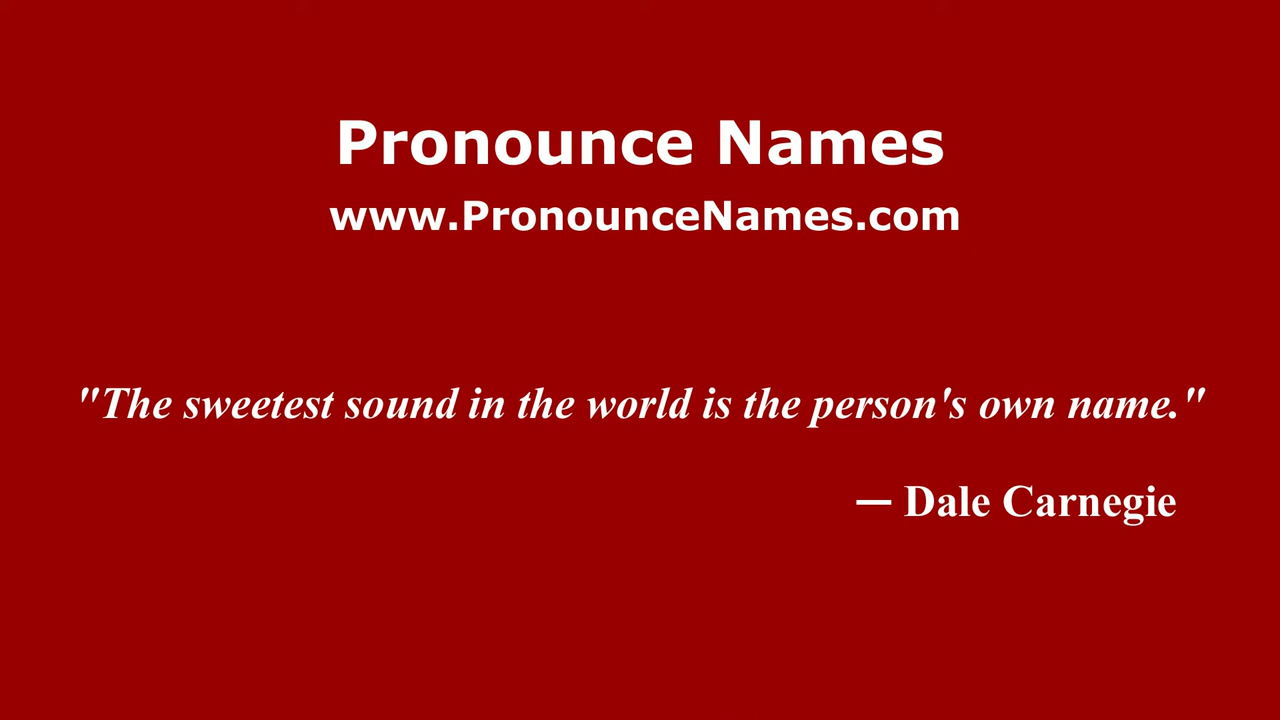 Pronounce Names
www.PronounceNames.com
"The sweetest sound in the world is the person's own name."
— Dale Carnegie